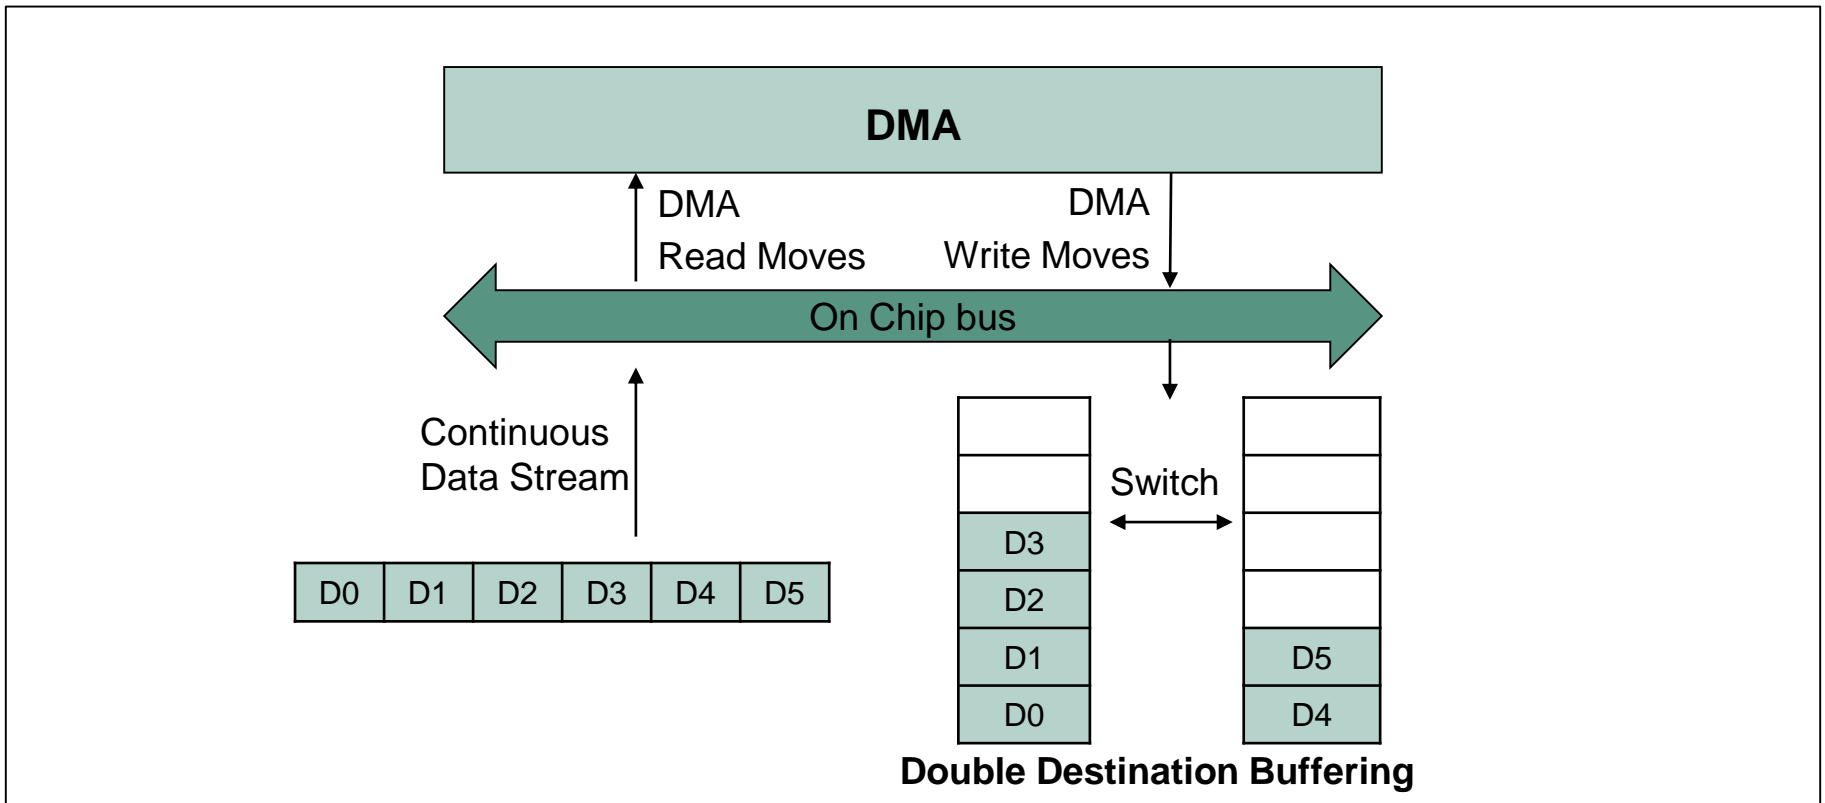 DMA
DMA
Read Moves
DMA
Write Moves
On Chip bus
Continuous
Data Stream
Switch
D0 D1 D2 D3 D4 D5
D3
D2
D1
D0
D5
D4
Double Destination Buffering